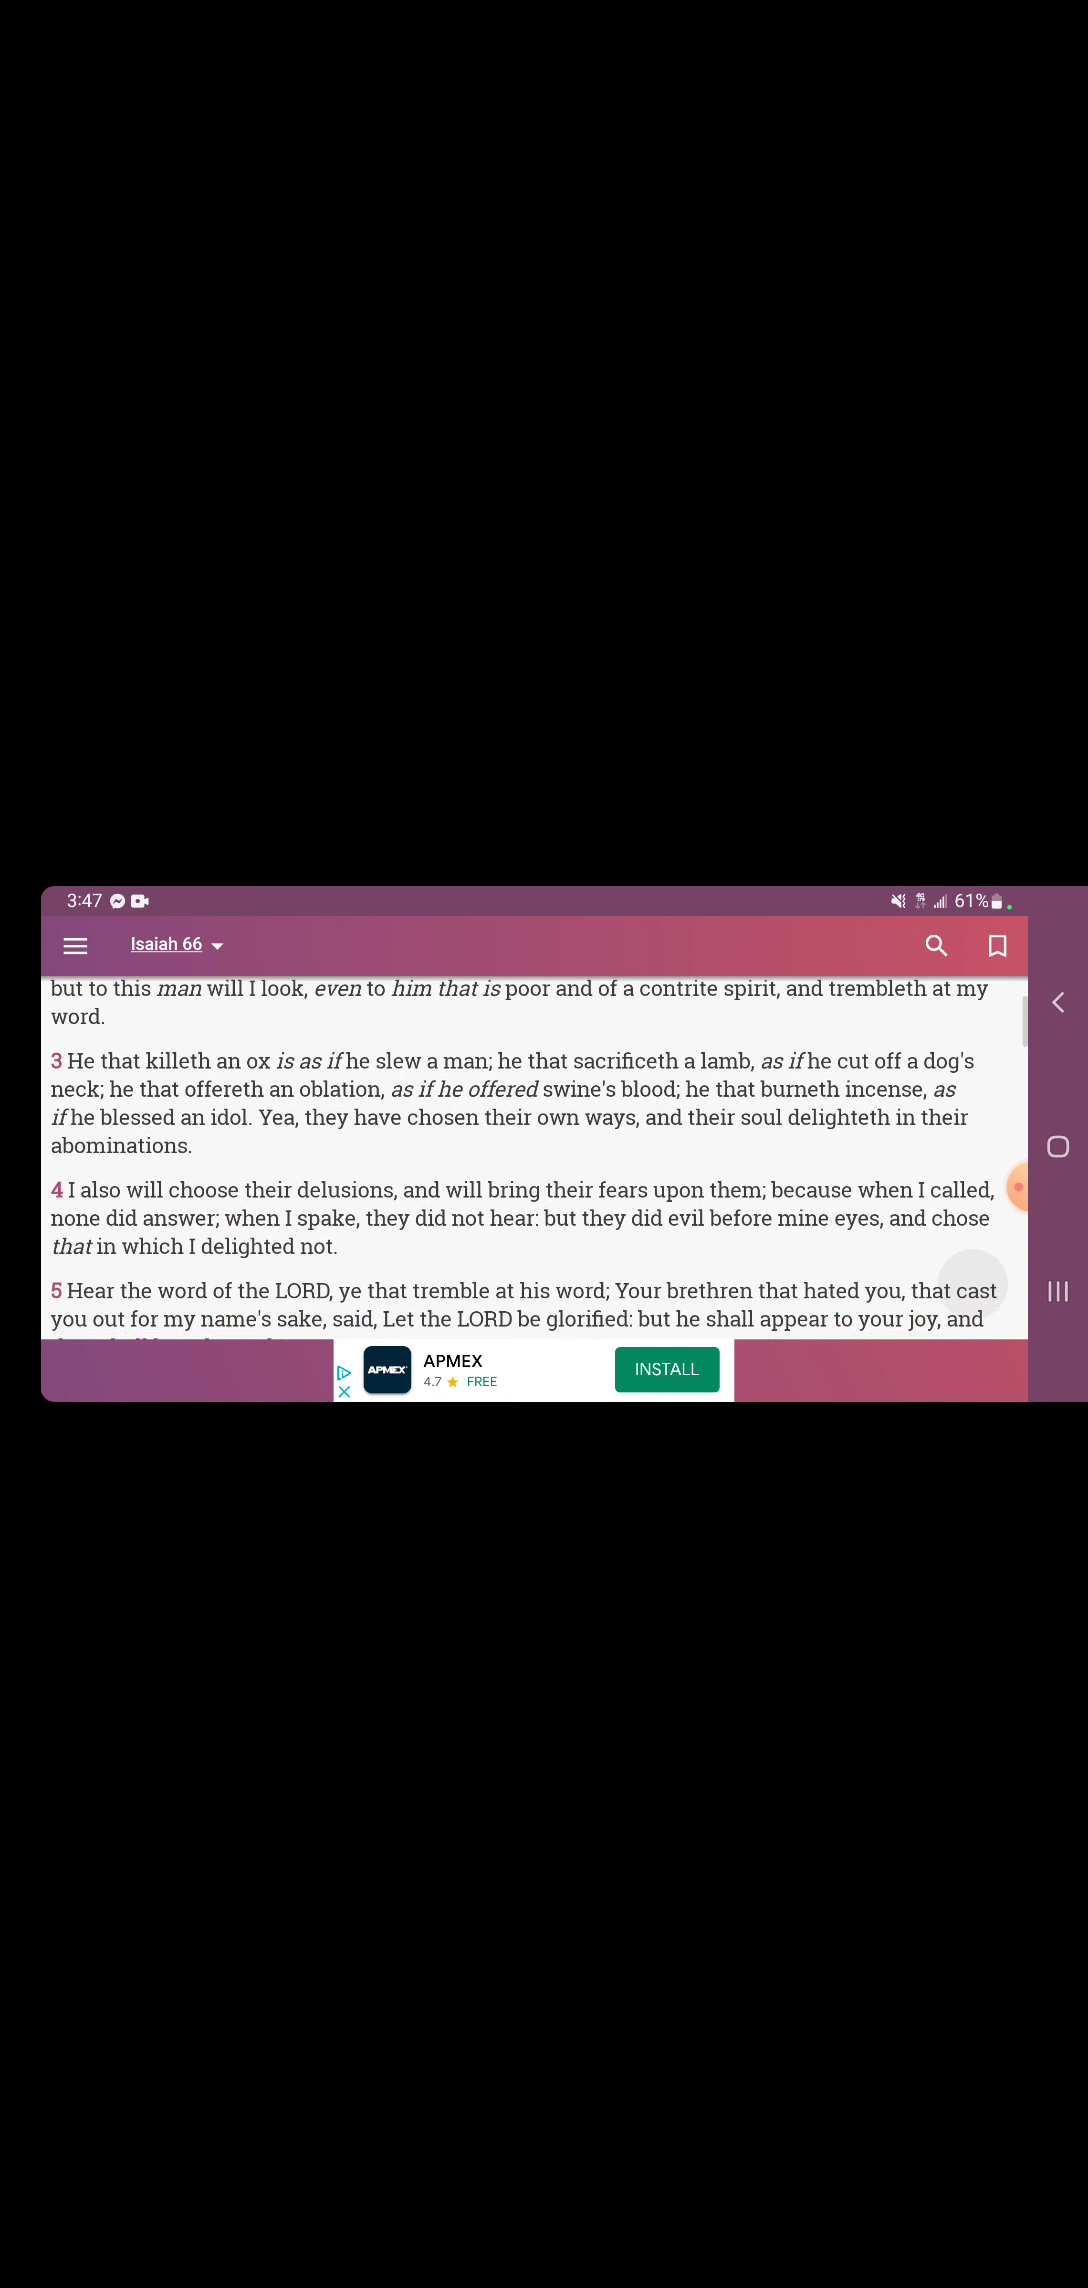 3:47 61%
Isaiah 66
but to this man will I look, even to him that is poor and of a contrite spirit, and trembleth at my
word.
3 He that killeth an ox is as if he slew a man; he that sacrificeth a lamb, as if he cut off a dog's
neck; he that offereth an oblation, as if he offered swine's blood; he that burneth incense, as
if he blessed an idol. Yea, they have chosen their own ways, and their soul delighteth in their
abominations.
4 I also will choose their delusions, and will bring their fears upon them; because when I called,
none did answer; when I spake, they did not hear: but they did evil before mine eyes, and chose
that in which I delighted not.
5 Hear the word of the LORD, ye that tremble at his word; Your brethren that hated you, that cast
you out for my name's sake, said, Let the LORD be glorified: but he shall appear to your joy, and
APMEX
APMEX
4.7 ★ FREE
INSTALL